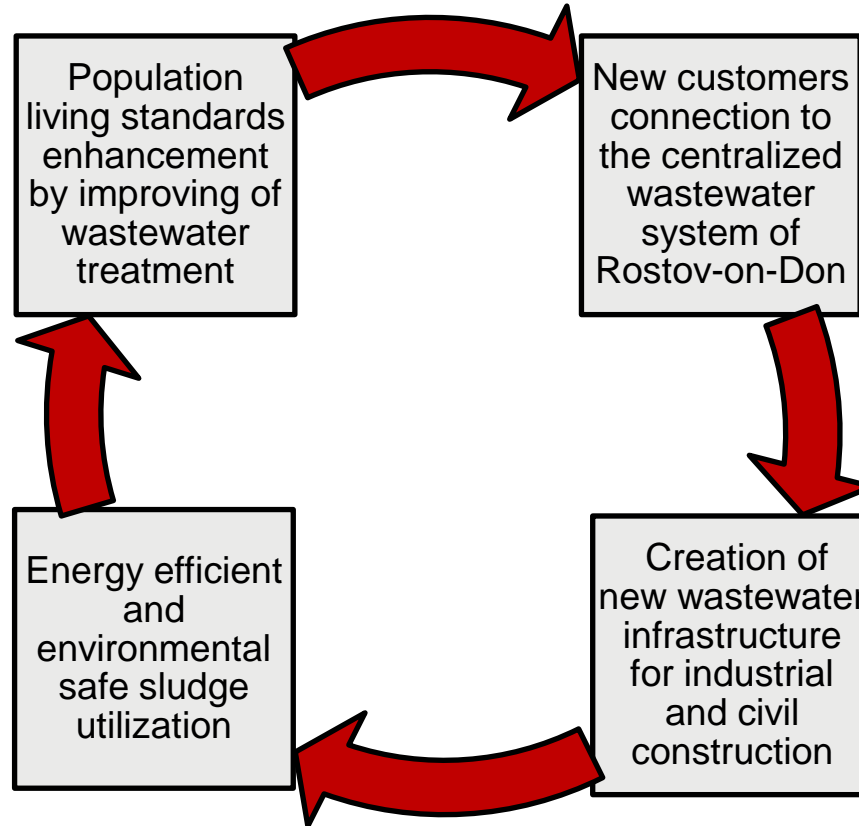 Population
living standards
enhancement
by improving of
wastewater
treatment
New customers
connection to
the centralized
wastewater
system of
Rostov-on-Don
Energy efficient
and
environmental
safe sludge
utilization
Creation of
new wastewater
infrastructure
for industrial
and civil
construction